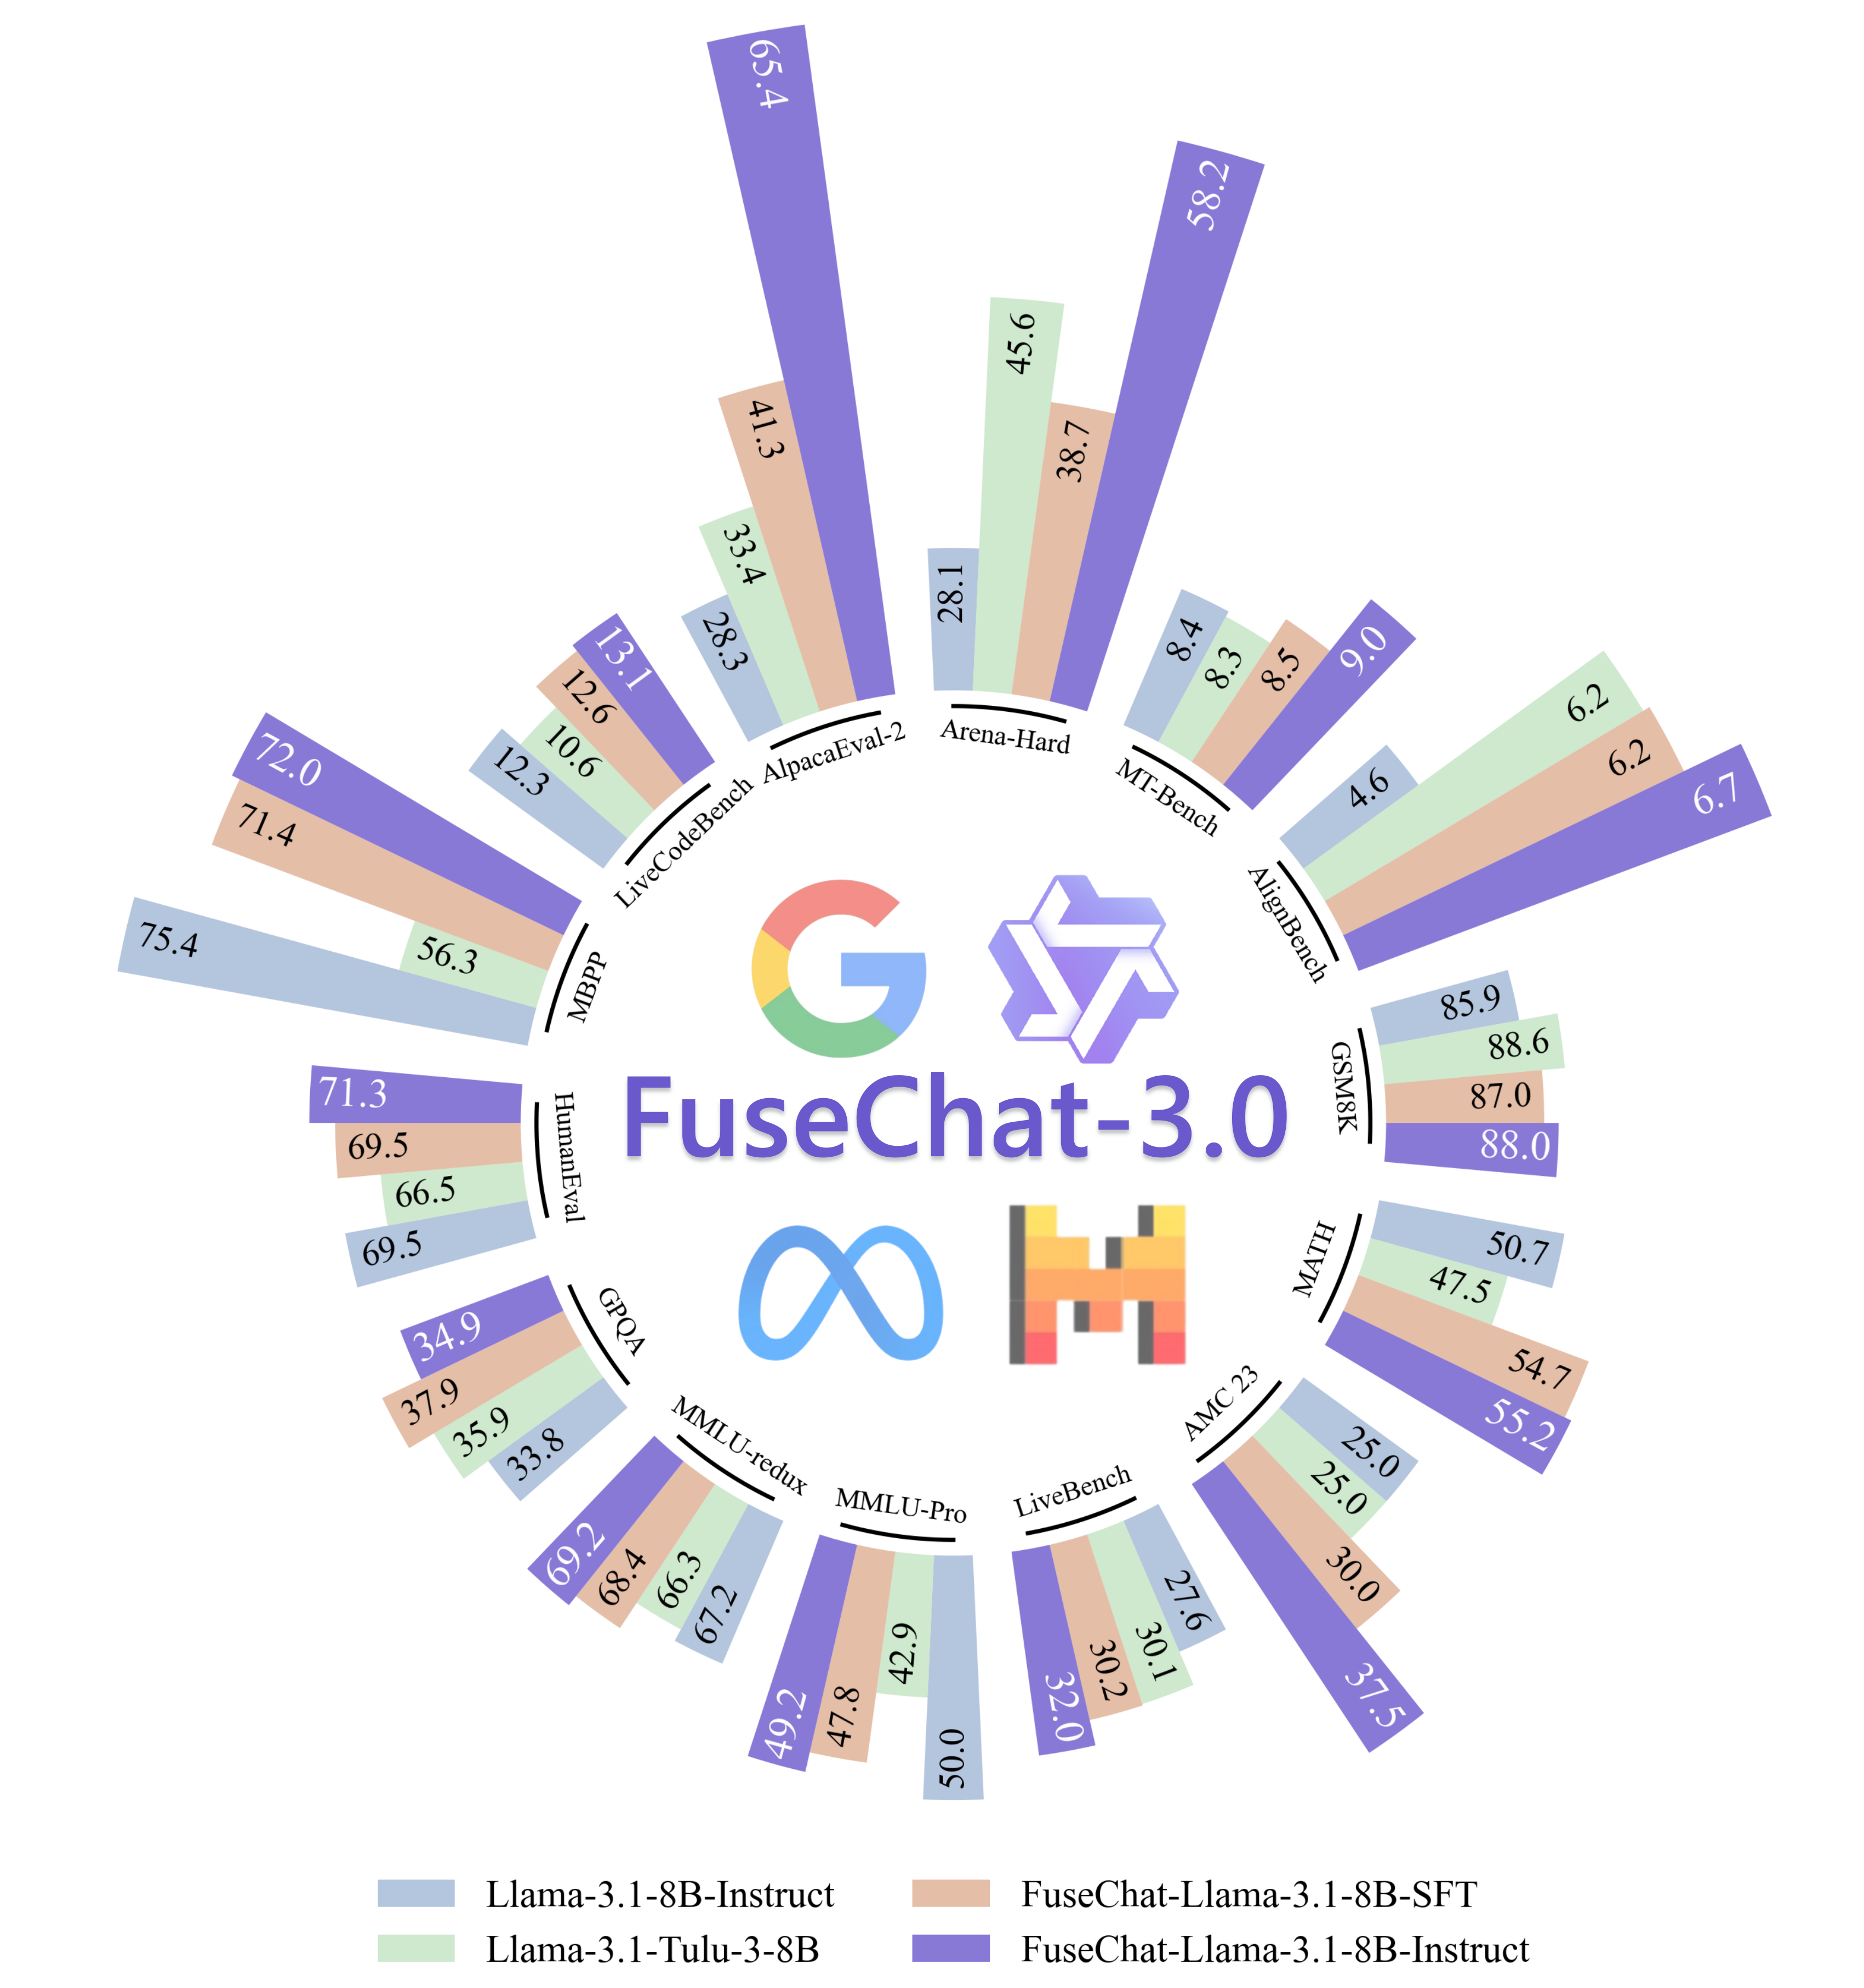 65.4
58.2
45.6
41.3
38.7
33.4
28.3
28.1
AlpacaEval-2
Arena-Hard
8.4
8.3
8.5
9.0
MT-Bench
4.6
6.2
6.2
6.7
AlignBench
85.9
88.6
87.0
88.0
GSM8K
50.7
47.5
54.7
55.2
MATH
25.0
25.0
30.0
37.5
AMC 23
27.6
30.1
30.2
32.0
LiveBench
50.0
42.9
47.8
49.2
MMLU-Pro
67.2
66.3
68.4
69.2
MMLU-redux
33.8
35.9
37.9
34.9
GPQA
69.5
66.5
69.5
71.3
HumanEval
75.4
56.3
71.4
72.0
MBPP
12.3
10.6
12.6
13.1
LiveCodeBench
FuseChat-3.0
Llama-3.1-8B-Instruct
FuseChat-Llama-3.1-8B-SFT
Llama-3.1-Tulu-3-8B
FuseChat-Llama-3.1-8B-Instruct